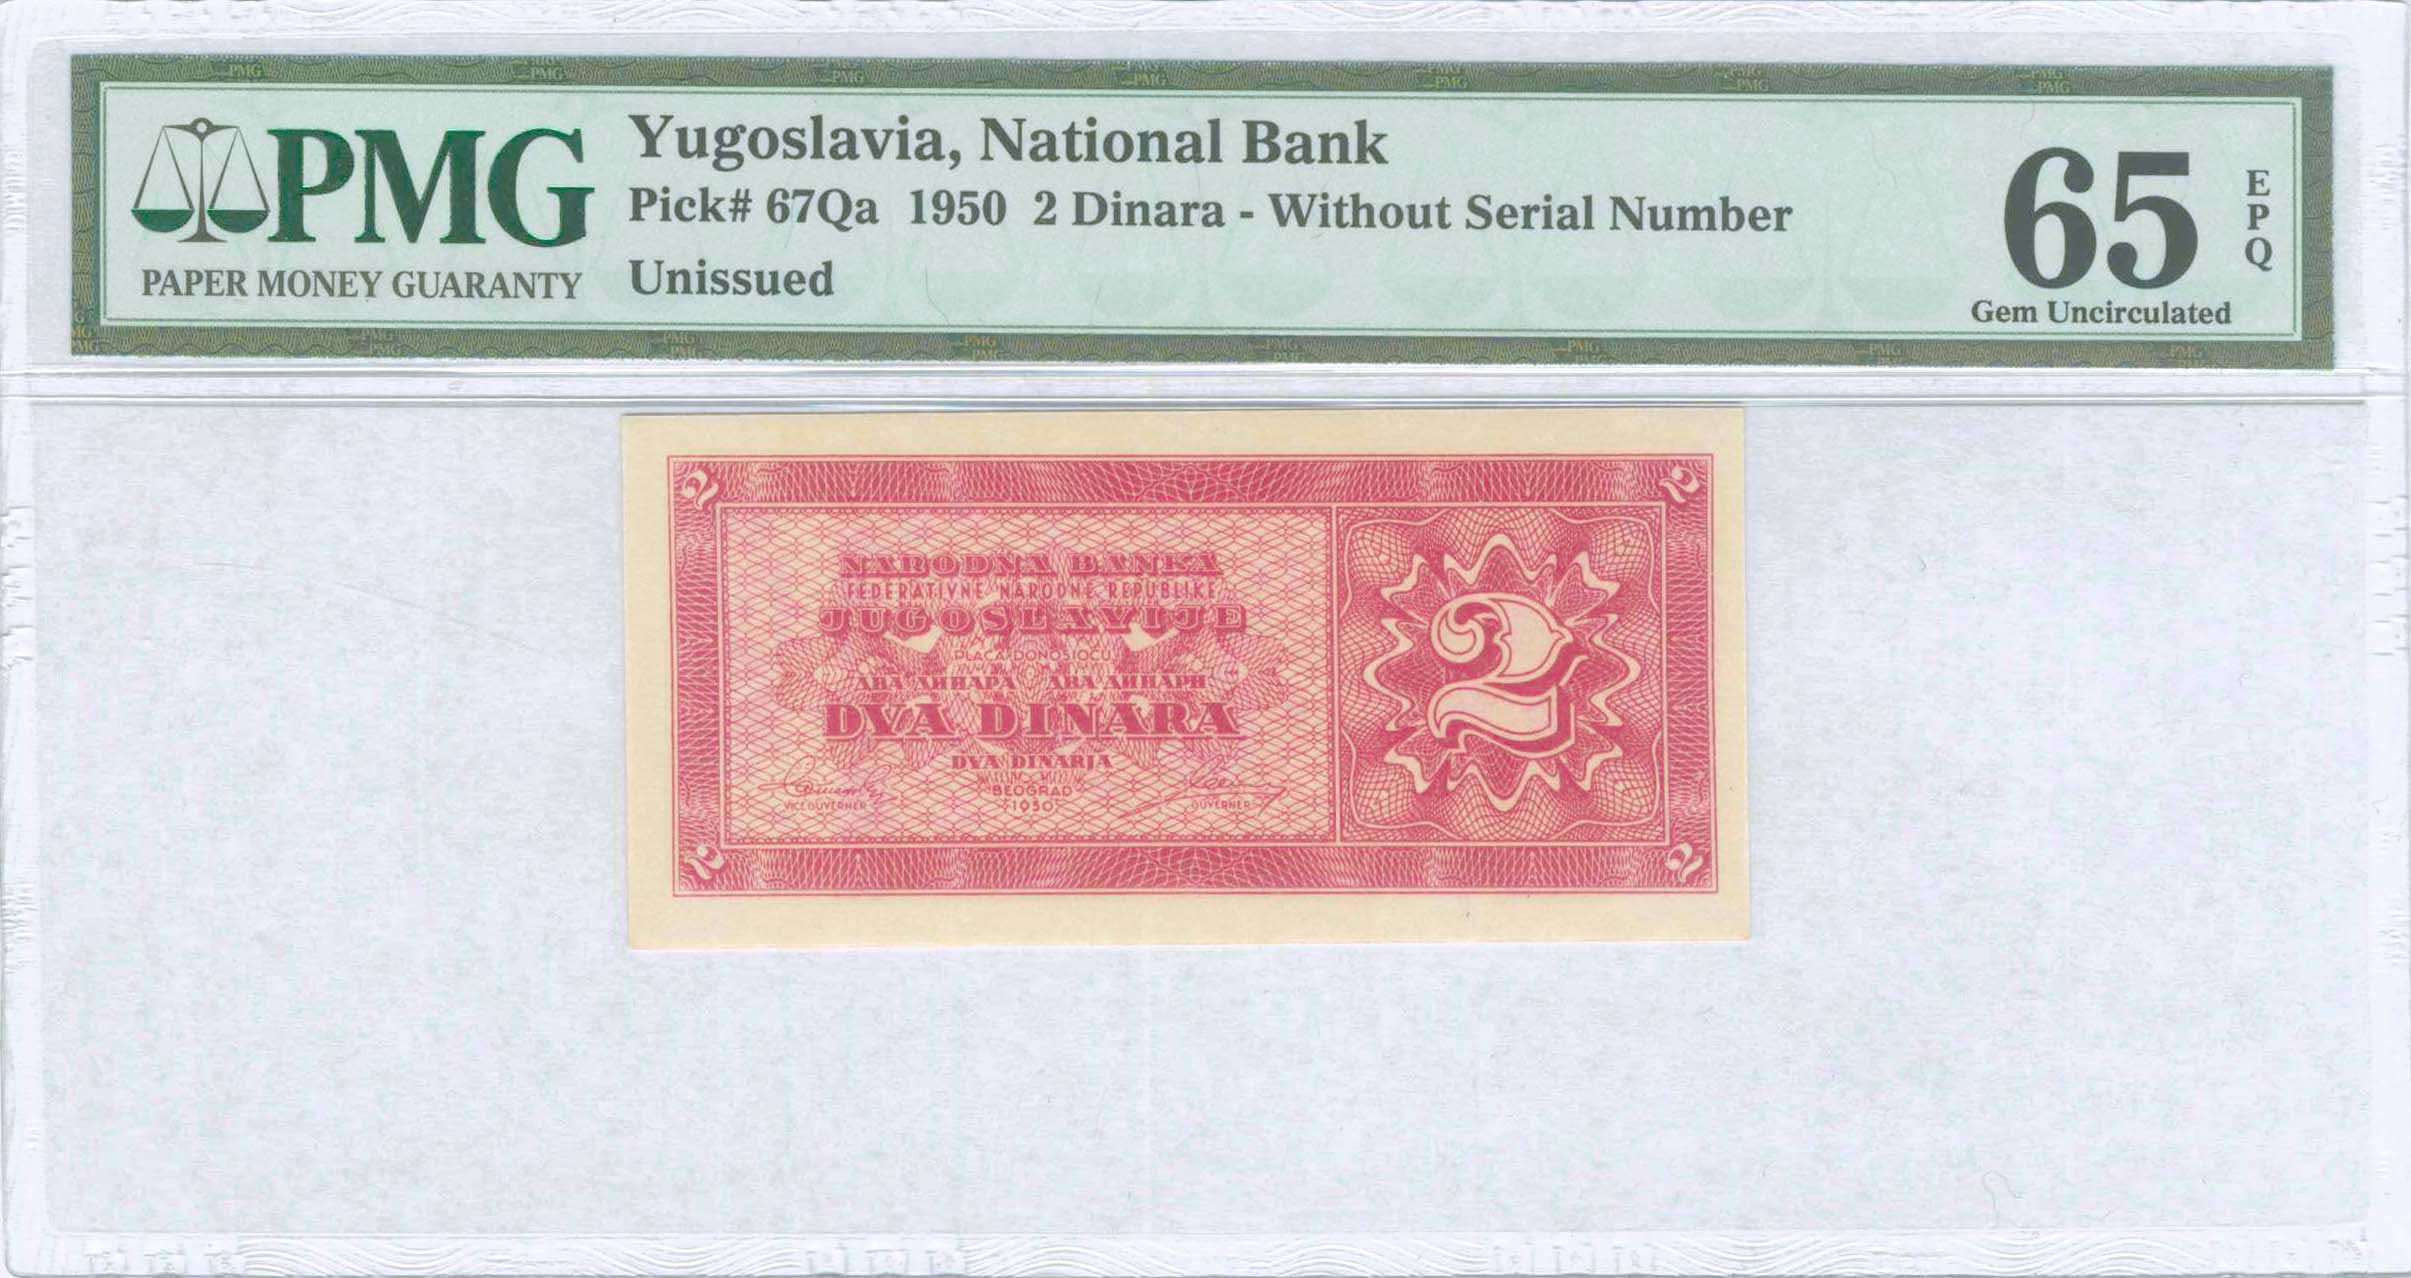 PMG
PAPER MONEY GUARANTY
Yugoslavia, National Bank
Pick# 67Qa 1950 2 Dinara - Without Serial Number
Unissued
65
EPQ
Gem Uncirculated
2
2
NARODNA BANKA
FEDERATIVNE NARODNE REPUBLIKE
JUGOSLAVIJE
PLAĆA DONOSIOCU
ДВА ДИНАРА ДВА ДИНАРИ
DVA DINARA
DVA DINARJA
BEOGRAD
1950
VICEGUVERNER
GUVERNER
2
2
2